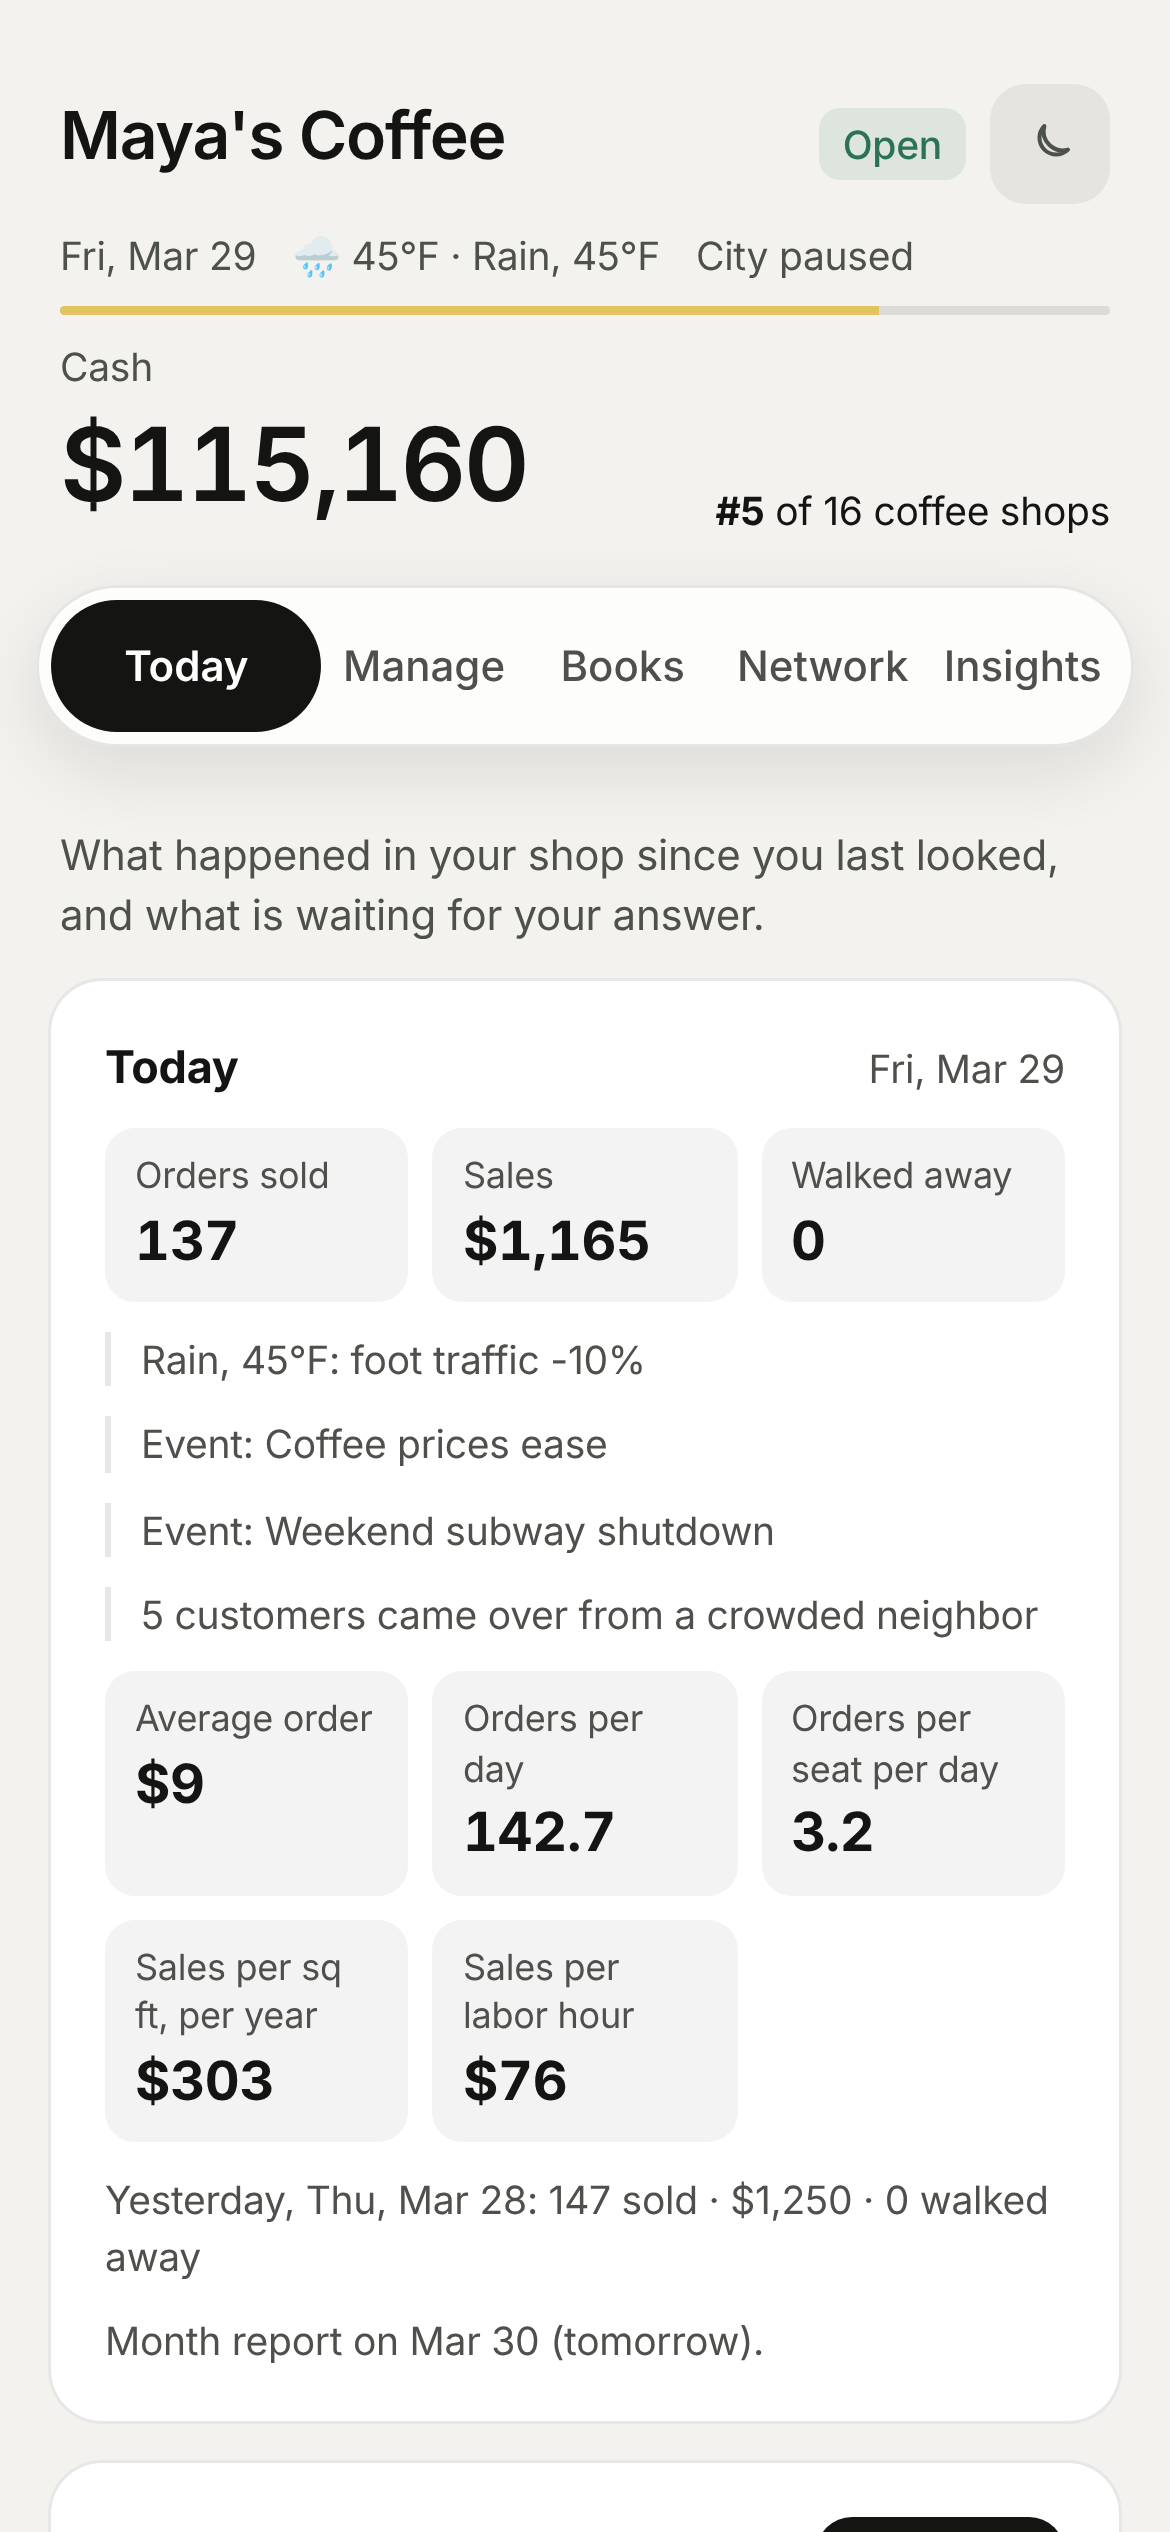 Maya's Coffee
Open
Fri, Mar 29 45°F · Rain, 45°F City paused
Cash
$115,160
#5 of 16 coffee shops
Today Manage Books Network Insights
What happened in your shop since you last looked,
and what is waiting for your answer.
Today
Fri, Mar 29
Orders sold
137
Sales
$1,165
Walked away
0
Rain, 45°F: foot traffic -10%
Event: Coffee prices ease
Event: Weekend subway shutdown
5 customers came over from a crowded neighbor
Average order
$9
Orders per
day
142.7
Orders per
seat per day
3.2
Sales per sq
ft, per year
$303
Sales per
labor hour
$76
Yesterday, Thu, Mar 28: 147 sold · $1,250 · 0 walked
away
Month report on Mar 30 (tomorrow).